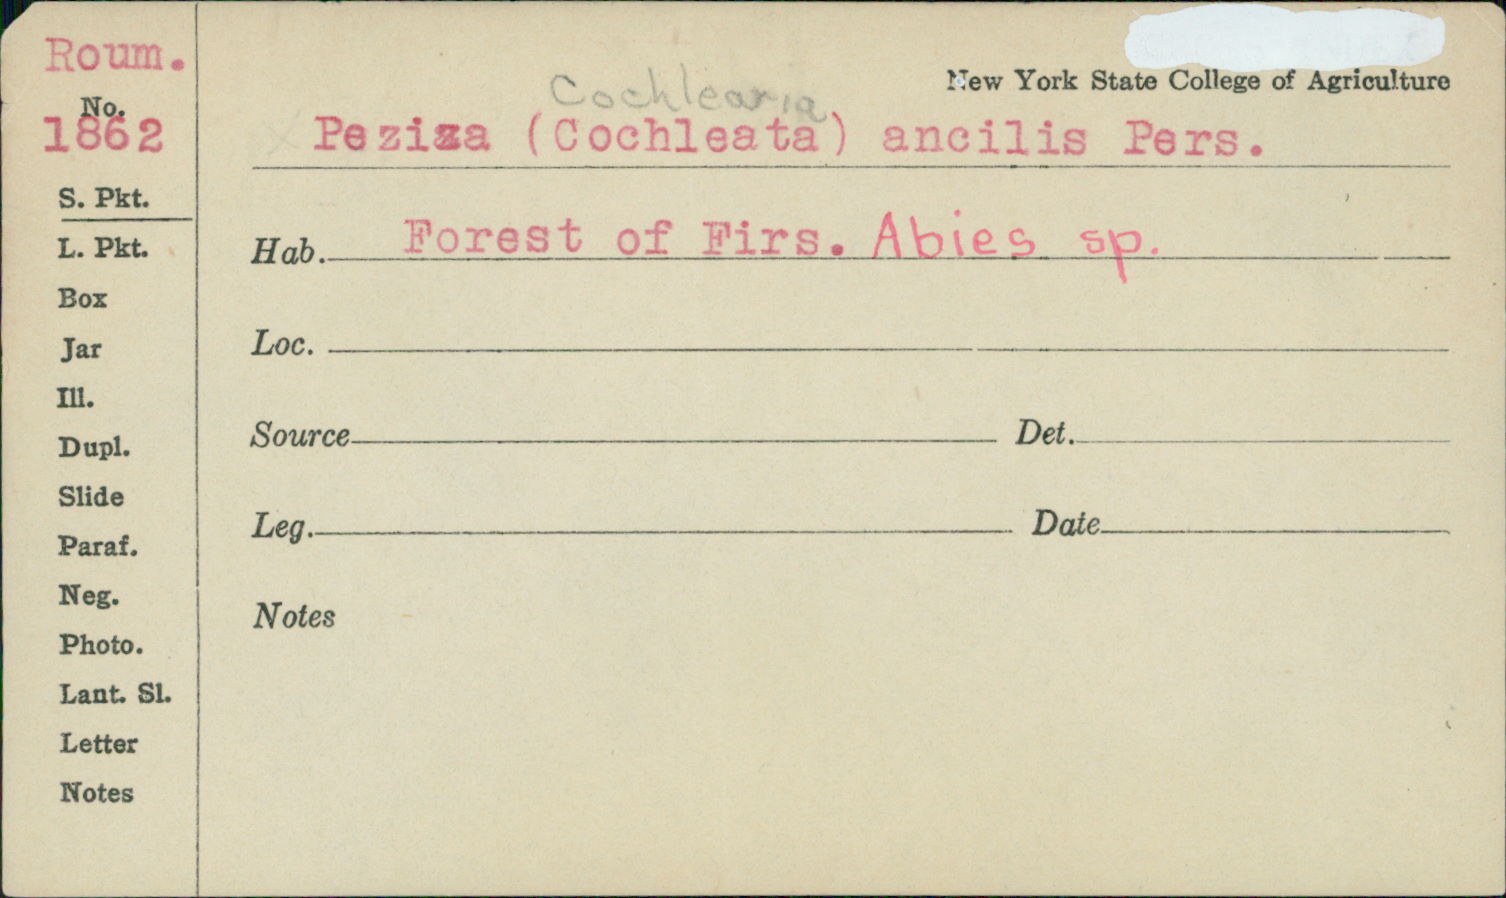 Roum.
No.
1862
S. Pkt.
L. Pkt.
Box
Jar
Ill.
Dupl.
Slide
Paraf.
Neg.
Photo.
Lant. Sl.
Letter
Notes
New York State College of Agriculture
Cochlearia
Peziza (Cochleata) ancilis Pers.
Hab. Forest of Firs. Abies sp.
Loc.
Source Det.
Leg. Date
Notes